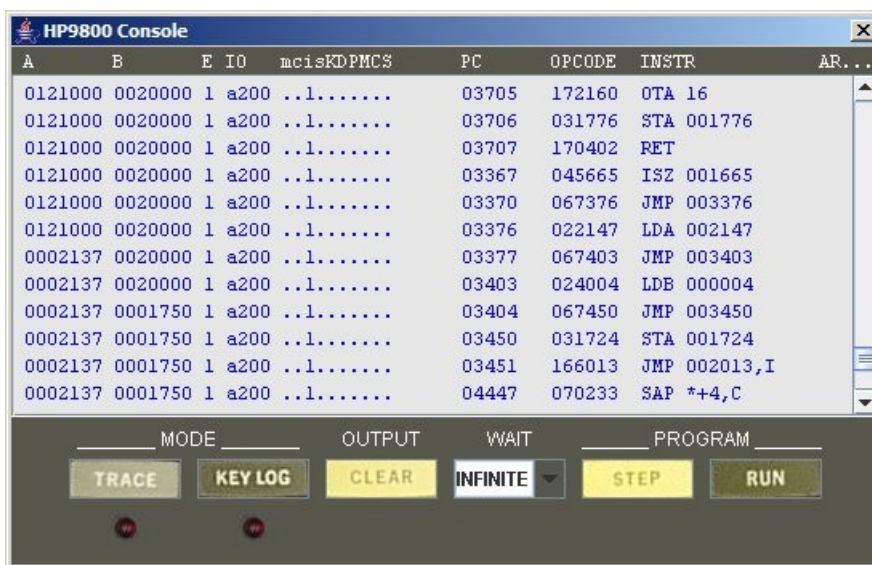 HP9800 Console
A B E IO mcisKDPMCS PC OPCODE INSTR AR...
0121000 0020000 1 a200 ..1....... 03705 172160 OTA 16
0121000 0020000 1 a200 ..1....... 03706 031776 STA 001776
0121000 0020000 1 a200 ..1....... 03707 170402 RET
0121000 0020000 1 a200 ..1....... 03367 045665 ISZ 001665
0121000 0020000 1 a200 ..1....... 03370 067376 JMP 003376
0121000 0020000 1 a200 ..1....... 03376 022147 LDA 002147
0002137 0020000 1 a200 ..1....... 03377 067403 JMP 003403
0002137 0020000 1 a200 ..1....... 03403 024004 LDB 000004
0002137 0001750 1 a200 ..1....... 03404 067450 JMP 003450
0002137 0001750 1 a200 ..1....... 03450 031724 STA 001724
0002137 0001750 1 a200 ..1....... 03451 166013 JMP 002013,I
0002137 0001750 1 a200 ..1....... 04447 070233 SAP *+4,C
MODE OUTPUT WAIT PROGRAM
TRACE KEY LOG CLEAR INFINITE STEP RUN